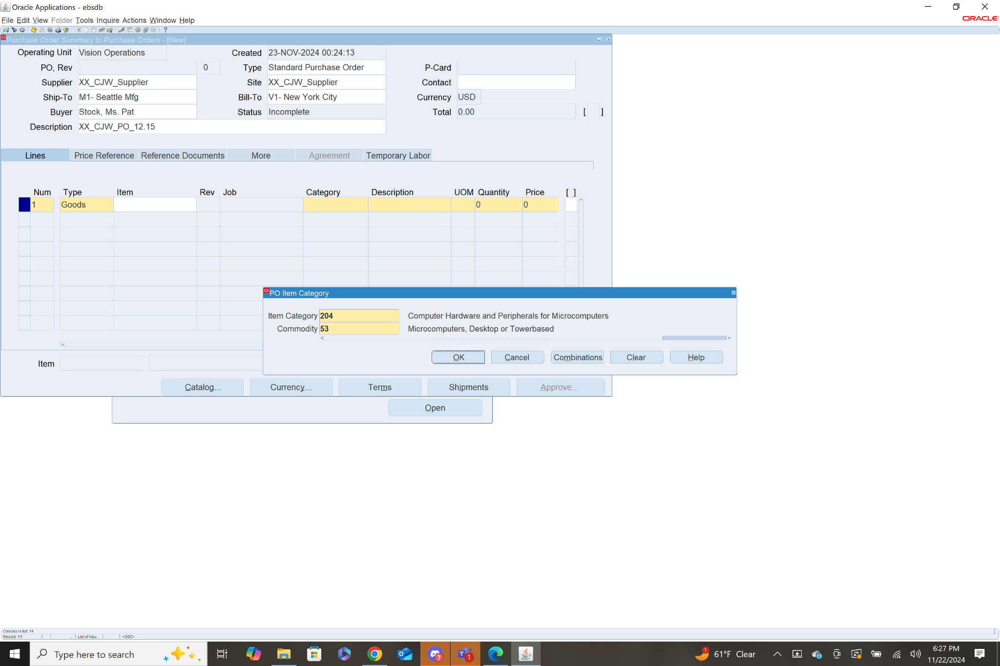 Oracle Applications - ebsdb
File Edit View Folder Tools Inquire Actions Window Help
ORACLE
Purchase Order Summary to Purchase Orders - [New]
Operating Unit Vision Operations Created 23-NOV-2024 00:24:13
PO, Rev 0 Type Standard Purchase Order P-Card
Supplier XX_CJW_Supplier Site XX_CJW_Supplier Contact
Ship-To M1- Seattle Mfg Bill-To V1- New York City Currency USD
Buyer Stock, Ms. Pat Status Incomplete Total 0.00 [ ]
Description XX_CJW_PO_12.15
Lines Price Reference Reference Documents More Agreement Temporary Labor
Num Type Item Rev Job Category Description UOM Quantity Price [ ]
1 Goods 0 0
PO Item Category
Item Category 204 Computer Hardware and Peripherals for Microcomputers
Commodity 53 Microcomputers, Desktop or Towerbased
OK Cancel Combinations Clear Help
Item
Catalog... Currency... Terms Shipments Approve...
Open
Choices in list: 14
Record: 1/1 ... List of Valu... <OSC>
Type here to search 7 1 1 61°F Clear 6:27 PM
11/22/2024